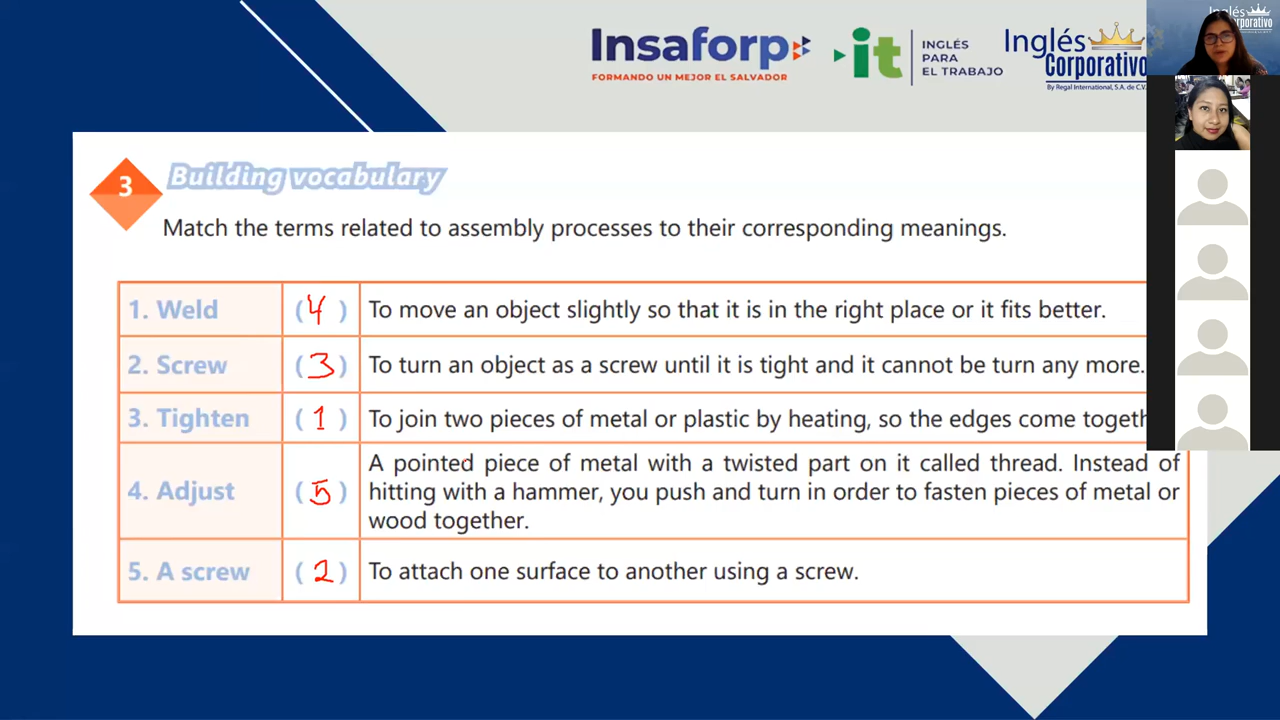 Insaforp
FORMANDO UN MEJOR EL SALVADOR
it
INGLÉS
PARA
EL TRABAJO
Inglés
Corporativo
By Regal International, S.A. de C.V.
3 Building vocabulary
Match the terms related to assembly processes to their corresponding meanings.
1. Weld (4) To move an object slightly so that it is in the right place or it fits better.
2. Screw (3) To turn an object as a screw until it is tight and it cannot be turn any more.
3. Tighten (1) To join two pieces of metal or plastic by heating, so the edges come togeth
4. Adjust (5) A pointed piece of metal with a twisted part on it called thread. Instead of
hitting with a hammer, you push and turn in order to fasten pieces of metal or
wood together.
5. A screw (2) To attach one surface to another using a screw.